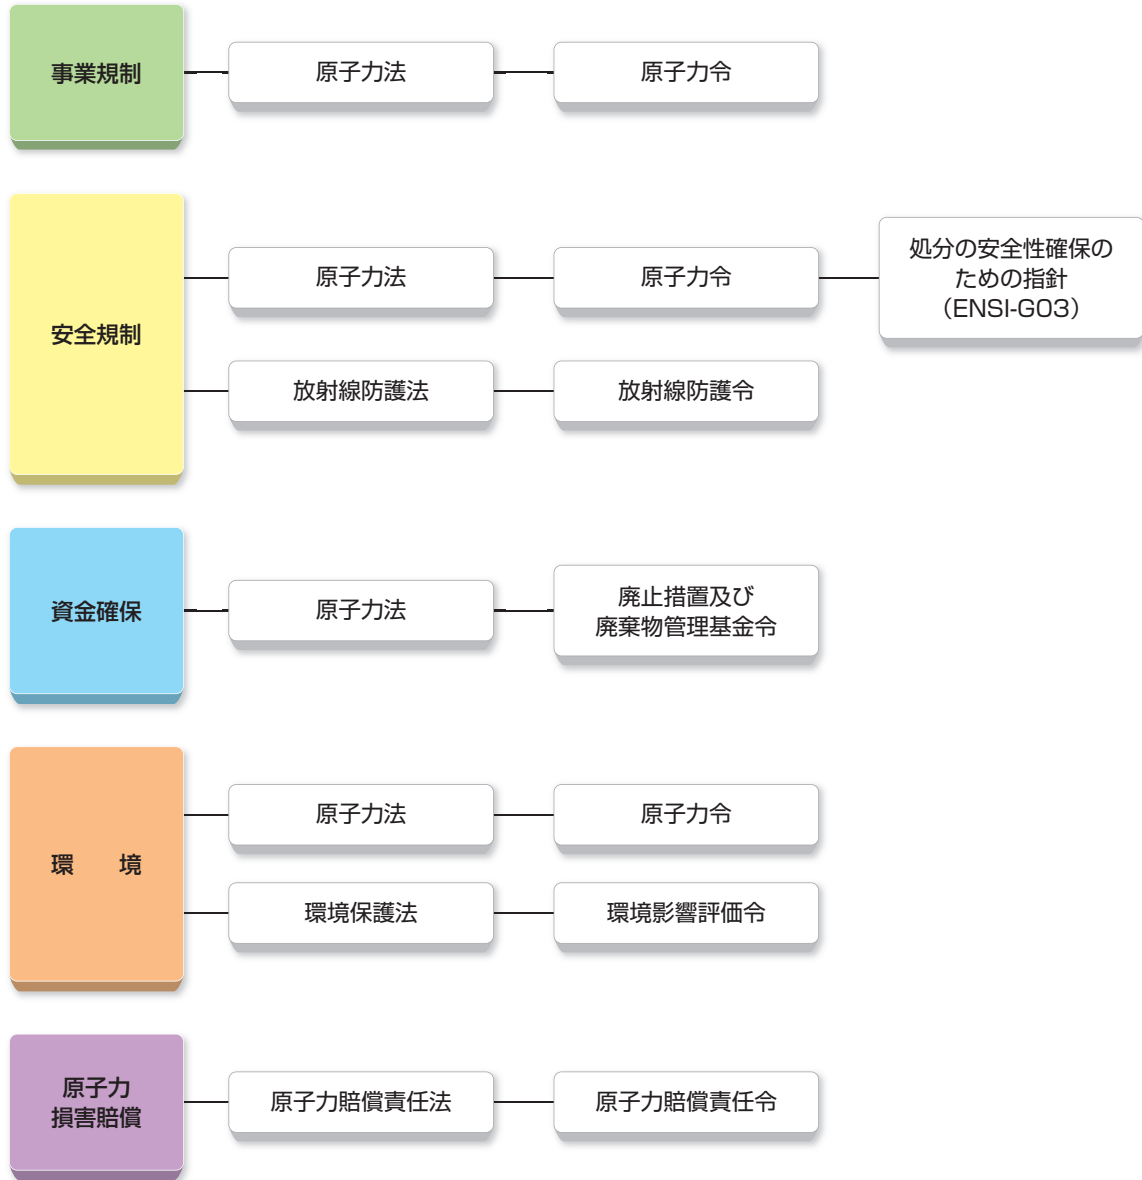 事業規制
原子力法
原子力令
安全規制
原子力法
原子力令
処分の安全性確保の
ための指針
（ENSI-G03）
放射線防護法
放射線防護令
資金確保
原子力法
廃止措置及び
廃棄物管理基金令
環　　境
原子力法
原子力令
環境保護法
環境影響評価令
原子力
損害賠償
原子力賠償責任法
原子力賠償責任令